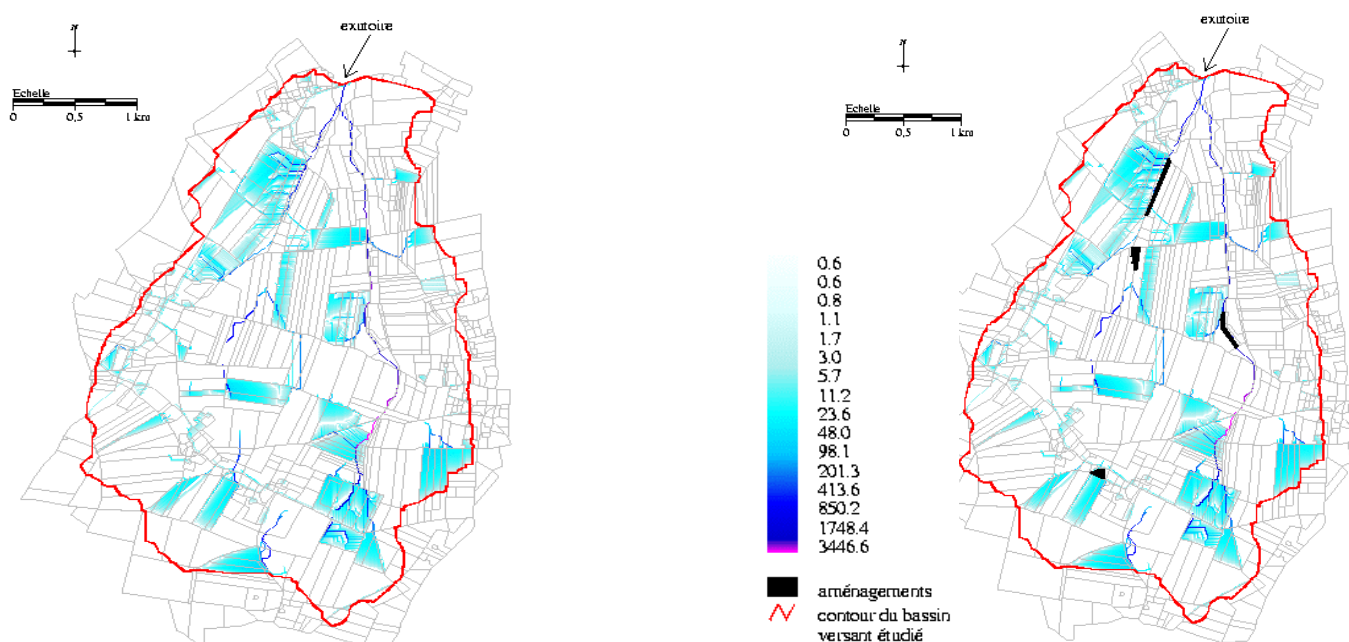 exutoire
N
Echelle
0 0,5 1 km
exutoire
N
Echelle
0 0,5 1 km
0.6
0.6
0.8
1.1
1.7
3.0
5.7
11.2
23.6
48.0
98.1
201.3
413.6
850.2
1748.4
3446.6
aménagements
contour du bassin
versant étudié